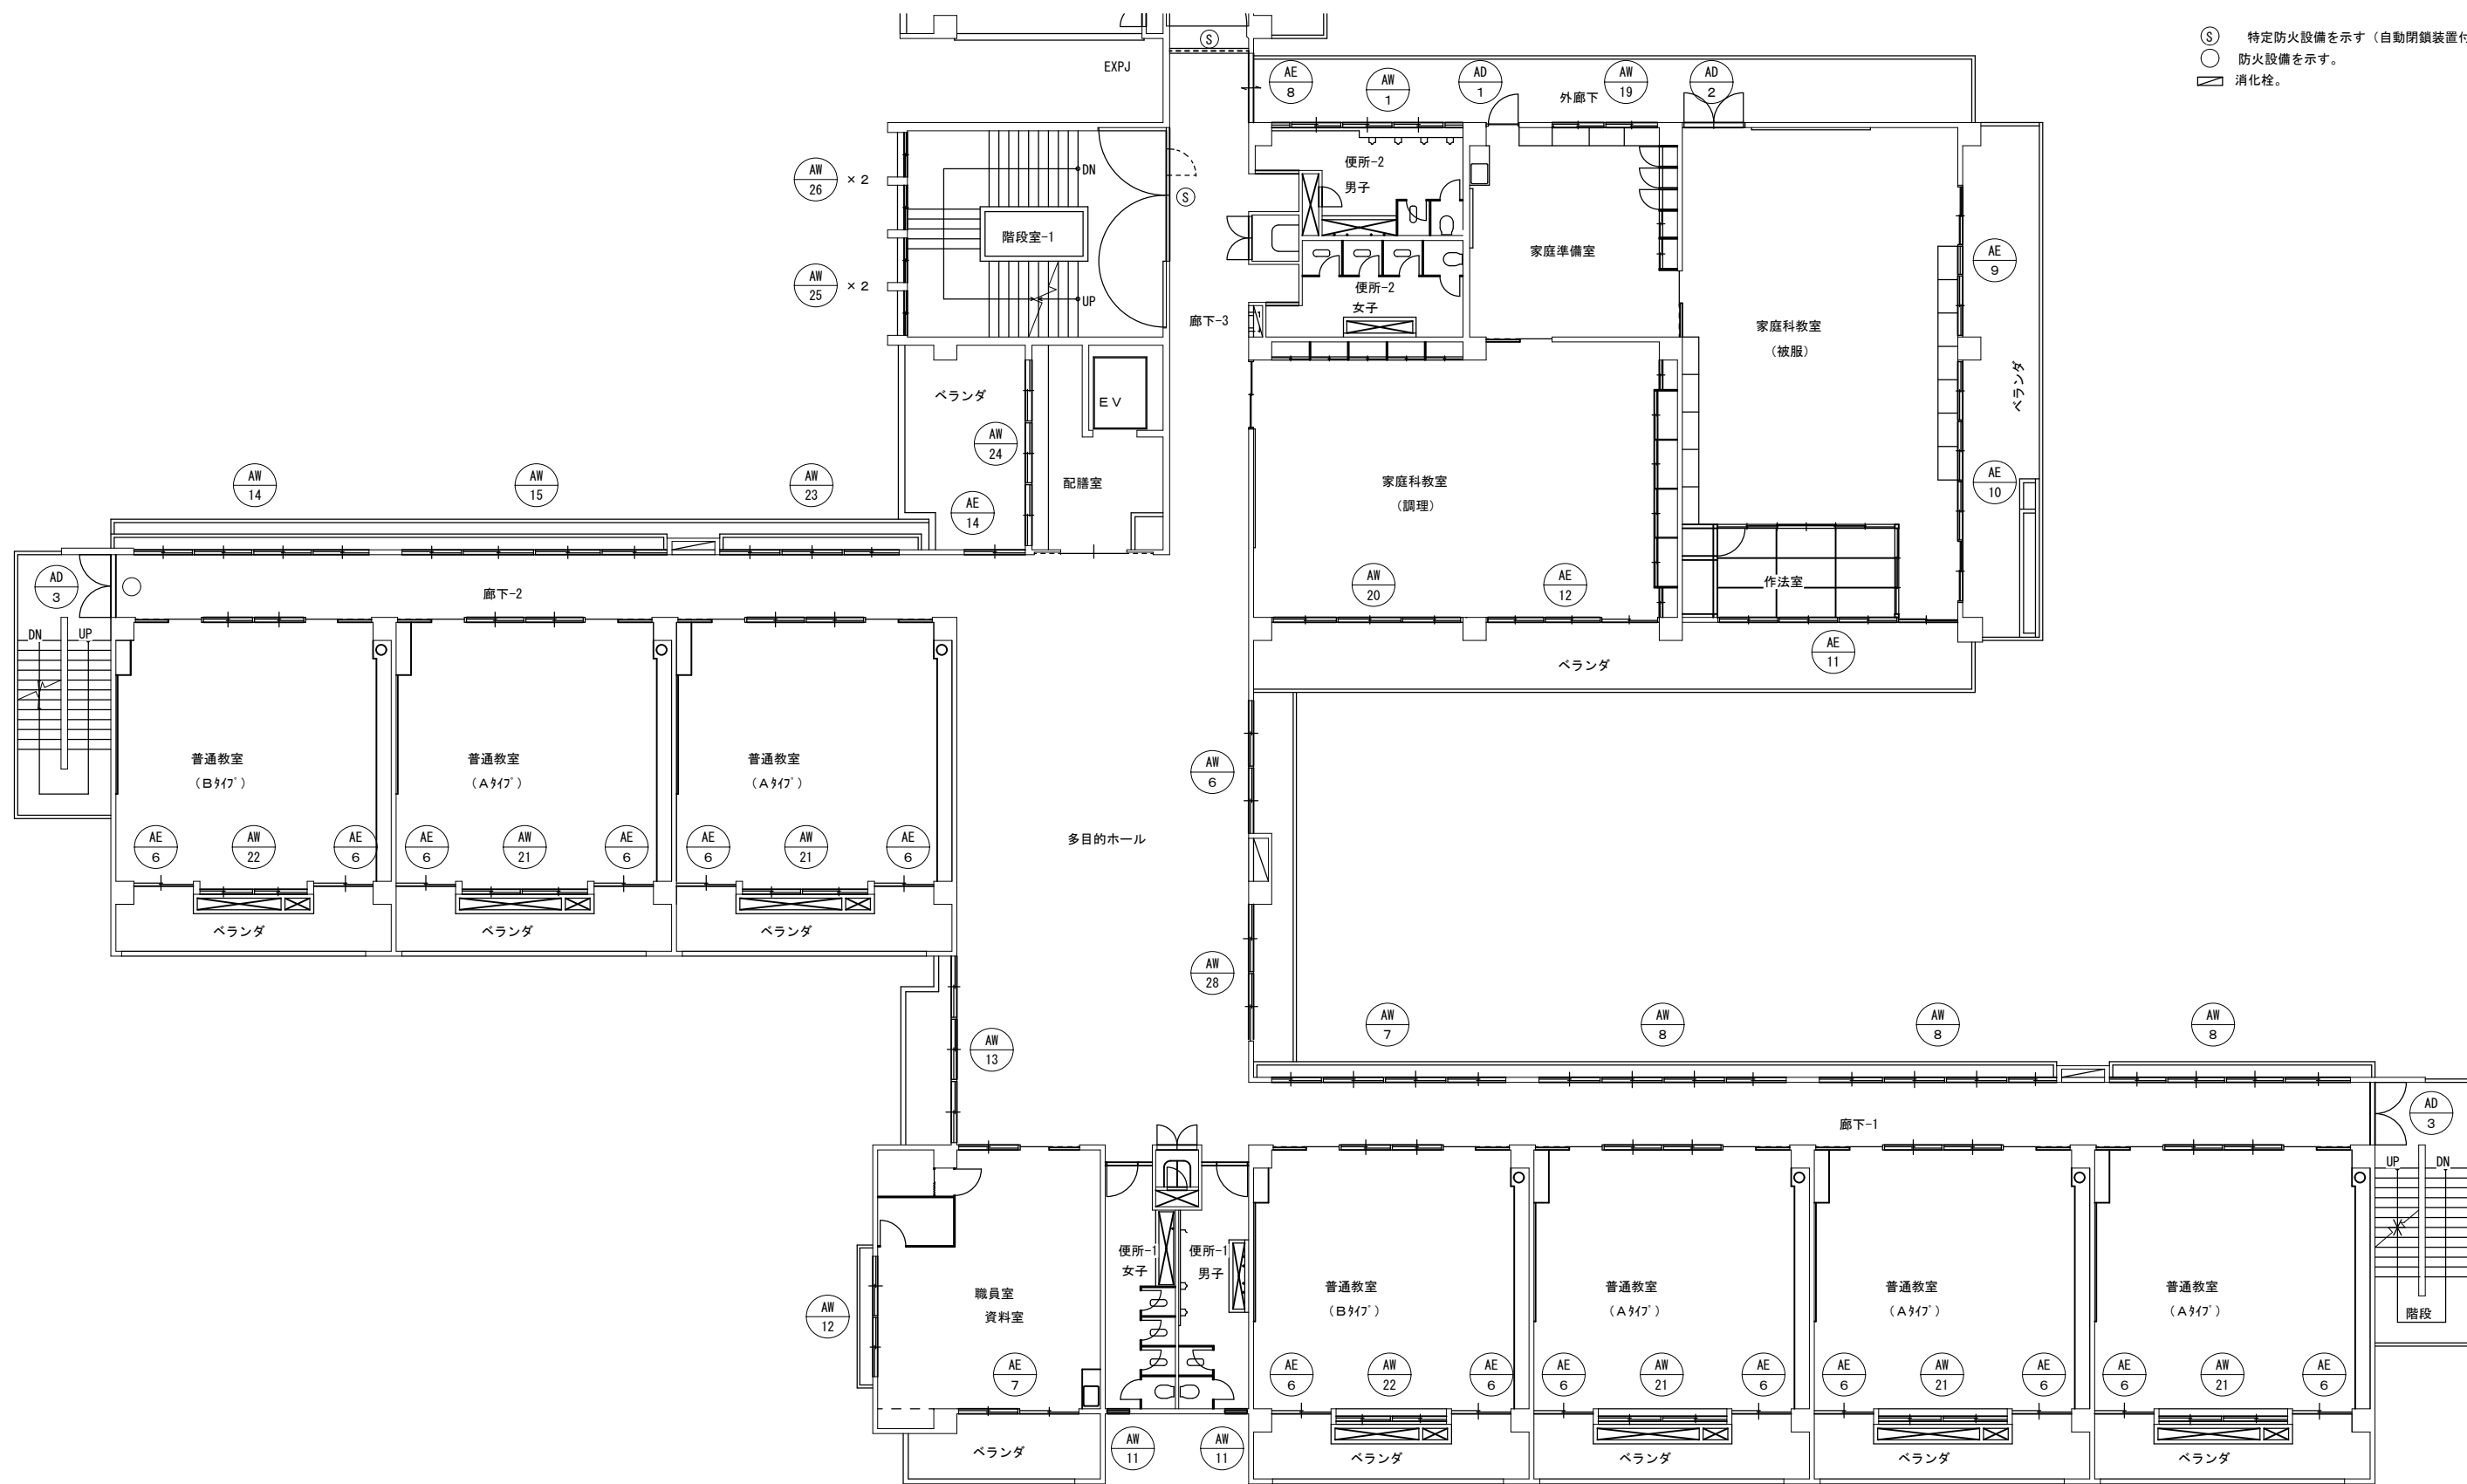 Ⓢ 特定防火設備を示す（自動閉鎖装置付
○ 防火設備を示す。
消化栓。
S
EXPJ
AE 8
AW 1
AD 1
外廊下
AW 19
AD 2
AW 26 ×2
DN
S
便所-2
男子
階段室-1
家庭準備室
AE 9
AW 25 ×2
UP
便所-2
女子
廊下-3
家庭科教室
（被服）
ベランダ
ベランダ
EV
AW 24
配膳室
家庭科教室
（調理）
AE 10
AW 14
AW 15
AW 23
AE 14
AD 3
廊下-2
AW 20
AE 12
作法室
DN
UP
ベランダ
AE 11
普通教室
（Bﾀｲﾌﾟ）
普通教室
（Aﾀｲﾌﾟ）
普通教室
（Aﾀｲﾌﾟ）
AW 6
AE 6
AW 22
AE 6
AE 6
AW 21
AE 6
AE 6
AW 21
AE 6
多目的ホール
ベランダ
ベランダ
ベランダ
AW 28
AW 13
AW 7
AW 8
AW 8
AW 8
AD 3
廊下-1
UP
DN
便所-1
女子
便所-1
男子
職員室
資料室
普通教室
（Bﾀｲﾌﾟ）
普通教室
（Aﾀｲﾌﾟ）
普通教室
（Aﾀｲﾌﾟ）
普通教室
（Aﾀｲﾌﾟ）
階段
AW 12
AE 7
AE 6
AW 22
AE 6
AE 6
AW 21
AE 6
AE 6
AW 21
AE 6
AE 6
AW 21
AE 6
ベランダ
AW 11
AW 11
ベランダ
ベランダ
ベランダ
ベランダ